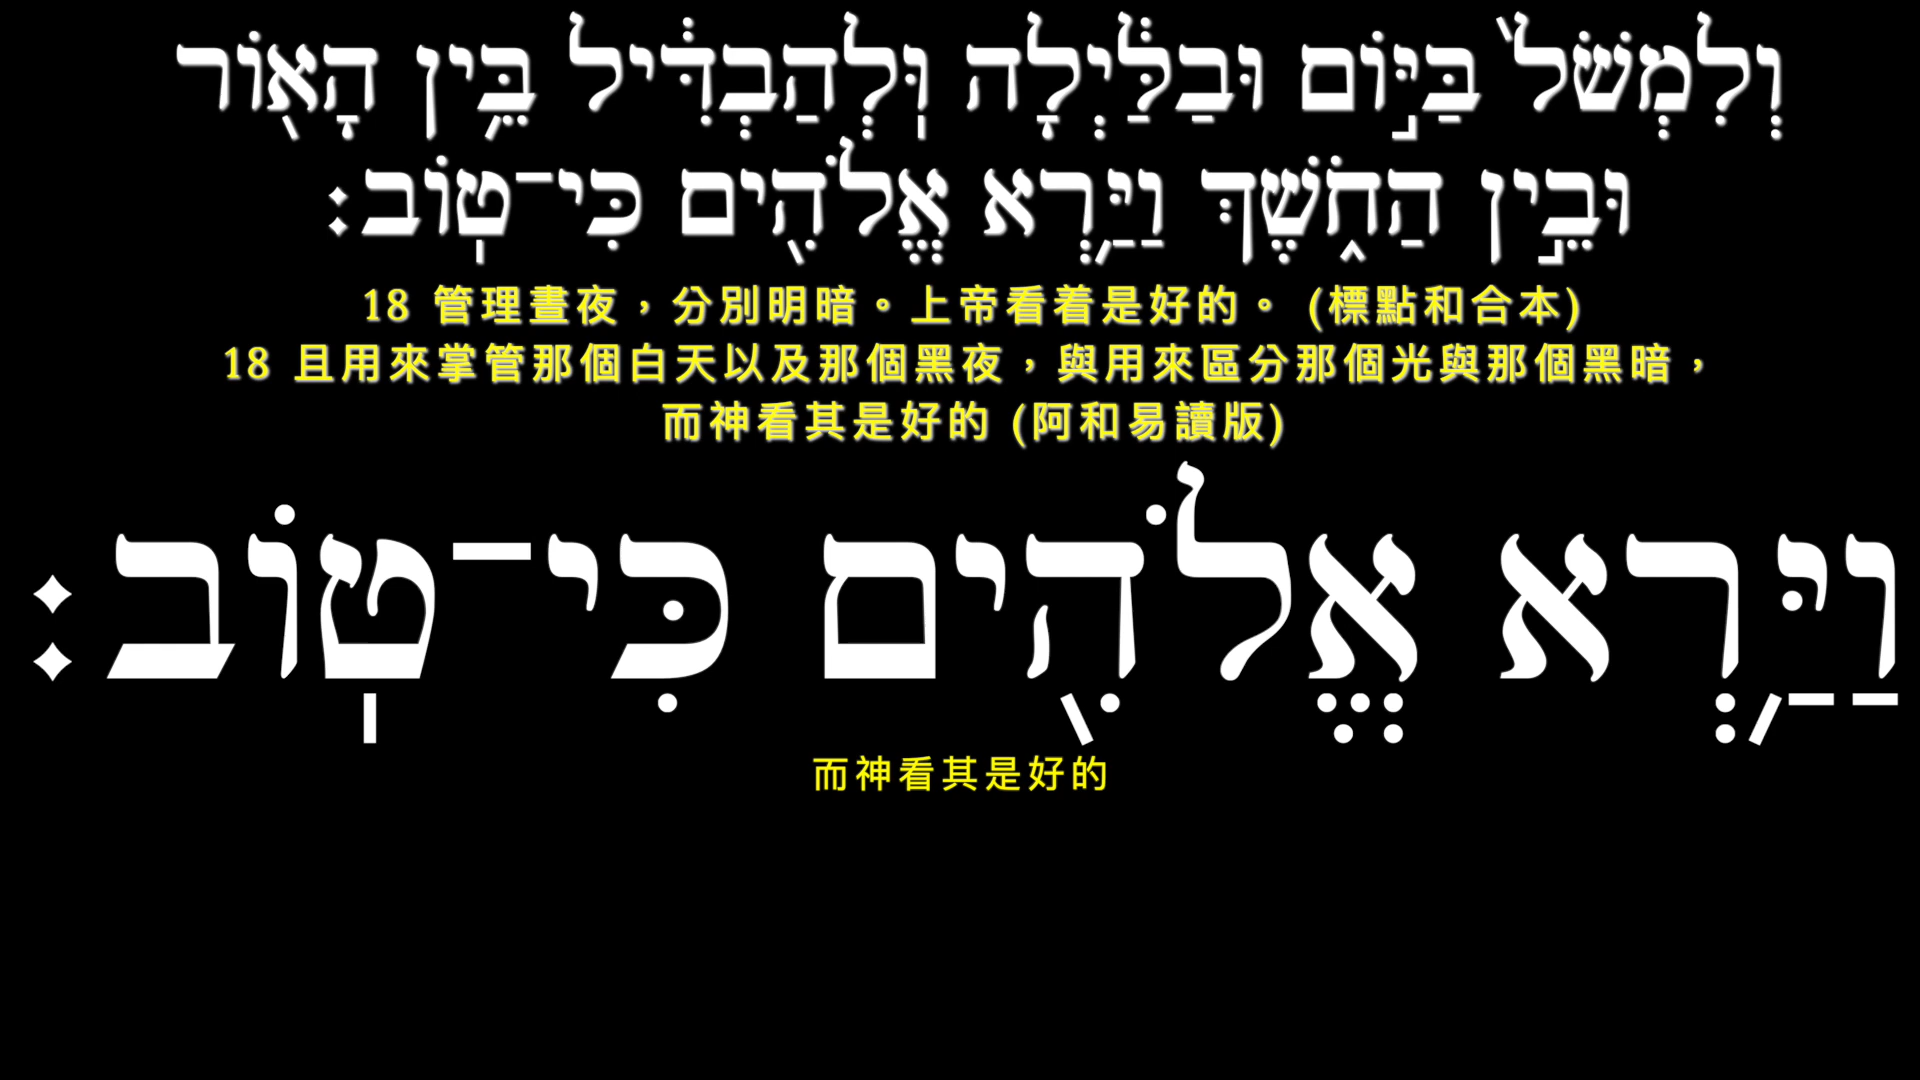 וְלִמְשֹׁל֙ בַּיּ֣וֹם וּבַלַּ֔יְלָה וּֽלְהַבְדִּ֔יל בֵּ֥ין הָא֖וֹר
וּבֵ֣ין הַחֹ֑שֶׁךְ וַיַּ֥רְא אֱלֹהִ֖ים כִּי־טֽוֹב׃
18 管理晝夜，分別明暗。上帝看着是好的。 (標點和合本)
18 且用來掌管那個白天以及那個黑夜，與用來區分那個光與那個黑暗，
而神看其是好的 (阿和易讀版)
וַיַּ֥רְא אֱלֹהִ֖ים כִּי־טֽוֹב׃
而神看其是好的